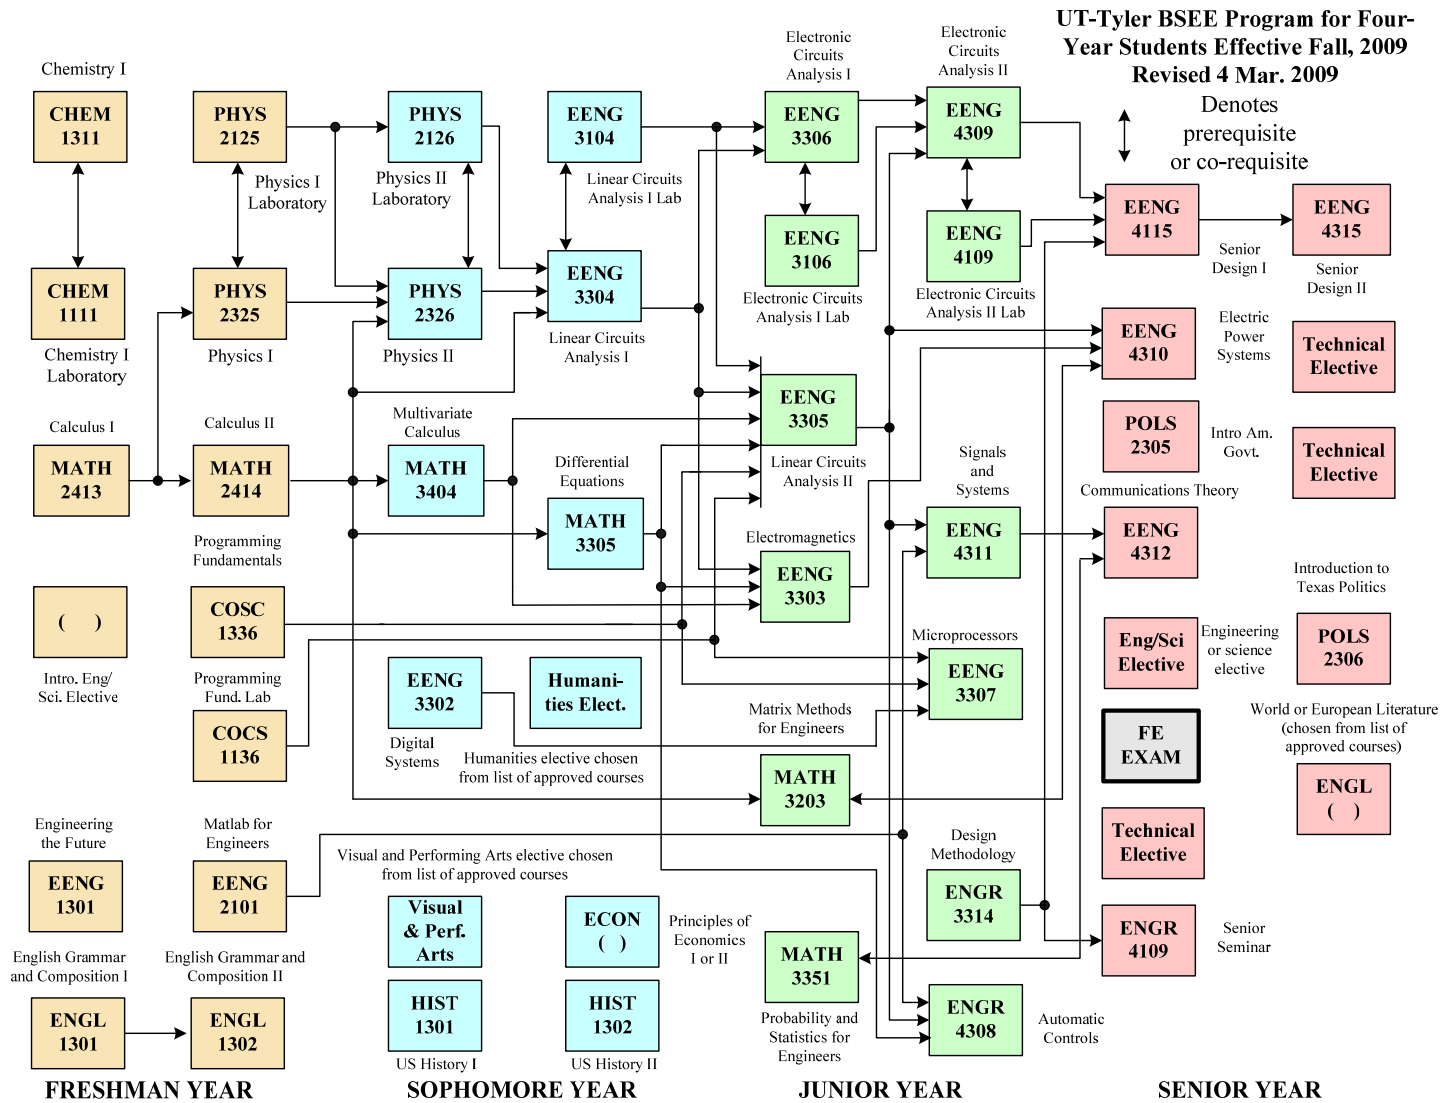 UT-Tyler BSEE Program for Four-
Year Students Effective Fall, 2009
Revised 4 Mar. 2009
Denotes
prerequisite
or co-requisite
Chemistry I
CHEM
1311
CHEM
1111
Chemistry I
Laboratory
Calculus I
MATH
2413
( )
Intro. Eng/
Sci. Elective
Engineering
the Future
EENG
1301
English Grammar
and Composition I
ENGL
1301
PHYS
2125
Physics I
Laboratory
PHYS
2325
Physics I
Calculus II
MATH
2414
Programming
Fundamentals
COSC
1336
Programming
Fund. Lab
COCS
1136
Matlab for
Engineers
EENG
2101
English Grammar and
Composition II
ENGL
1302
FRESHMAN YEAR
PHYS
2126
Physics II
Laboratory
PHYS
2326
Physics II
Multivariate
Calculus
MATH
3404
EENG
3302
Digital
Systems
Humanities elective chosen
from list of approved courses
Visual and Performing Arts elective chosen
from list of approved courses
Visual
& Perf.
Arts
HIST
1301
US History I
EENG
3104
Linear Circuits
Analysis I Lab
EENG
3304
Linear Circuits
Analysis I
Differential
Equations
MATH
3305
Humani-
ties Elect.
ECON
( )
Principles of
Economics
I or II
HIST
1302
US History II
SOPHOMORE YEAR
Electronic
Circuits
Analysis I
EENG
3306
EENG
3106
Electronic Circuits
Analysis I Lab
EENG
3305
Linear Circuits
Analysis II
Electromagnetics
EENG
3303
Matrix Methods
for Engineers
MATH
3203
MATH
3351
Probability and
Statistics for
Engineers
Electronic
Circuits
Analysis II
EENG
4309
EENG
4109
Electronic Circuits
Analysis II Lab
Signals
and
Systems
EENG
4311
Microprocessors
EENG
3307
Design
Methodology
ENGR
3314
ENGR
4308
Automatic
Controls
JUNIOR YEAR
EENG
4115
Senior
Design I
EENG
4310
Electric
Power
Systems
POLS
2305
Intro Am.
Govt.
Communications Theory
EENG
4312
Eng/Sci
Elective
Engineering
or science
elective
FE
EXAM
Technical
Elective
ENGR
4109
Senior
Seminar
EENG
4315
Senior
Design II
Technical
Elective
Technical
Elective
Introduction to
Texas Politics
POLS
2306
World or European Literature
(chosen from list of
approved courses)
ENGL
( )
SENIOR YEAR